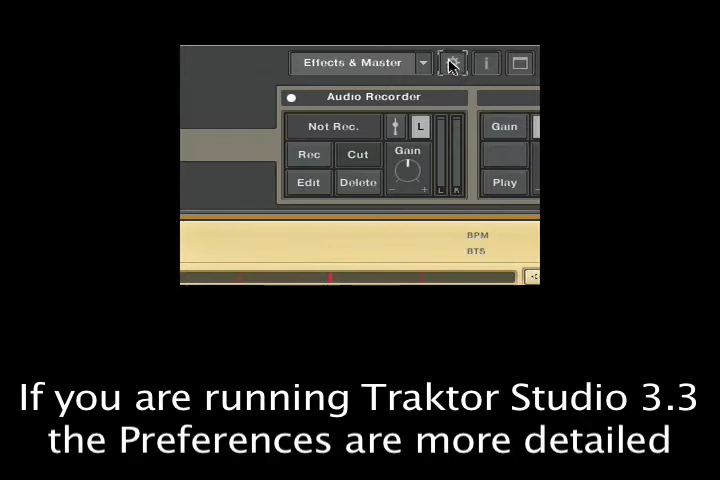 Effects & Master
i
Audio Recorder
Not Rec.
L
Gain
Rec
Cut
Gain
Edit
Delete
- +
L R
Play
BPM
BTS
If you are running Traktor Studio 3.3
the Preferences are more detailed